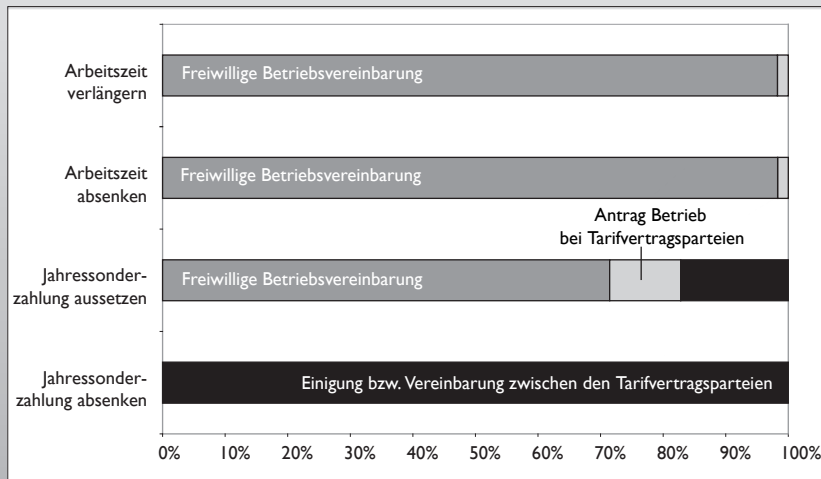 Arbeitszeit
verlängern
Freiwillige Betriebsvereinbarung
Arbeitszeit
absenken
Freiwillige Betriebsvereinbarung
Antrag Betrieb
bei Tarifvertragsparteien
Jahressonder-
zahlung aussetzen
Freiwillige Betriebsvereinbarung
Jahressonder-
zahlung absenken
Einigung bzw. Vereinbarung zwischen den Tarifvertragsparteien
0% 10% 20% 30% 40% 50% 60% 70% 80% 90% 100%